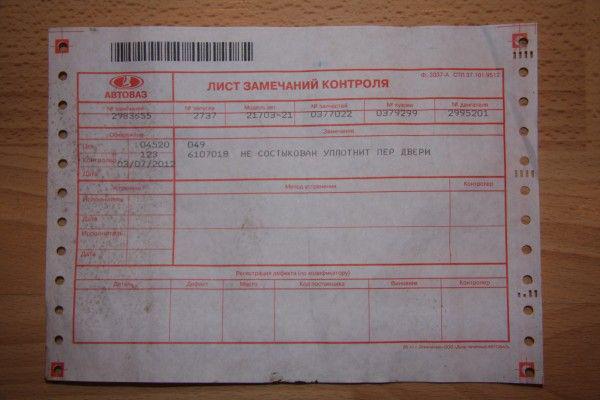 Ф. 3037-А СТП 37.101.9512
АВТОВАЗ
ЛИСТ ЗАМЕЧАНИЙ КОНТРОЛЯ
№ замечания № запуска Модель авт. № запчастей № кузова № двигателя
2983655 2737 21703-21 0377022 0379299 2995201
Обнаружено Замечание
Цех 04520 049
Контролер 123 6107018 НЕ СОСТЫКОВАН УПЛОТНИТ ПЕР ДВЕРИ
Дата 03/07/2012
Устранено Метод устранения Контролер
Исполнитель
Дата
Исполнитель
Дата
Регистрация дефекта (по кодификатору)
Деталь Дефект Место Код поставщика Виновник Контролер